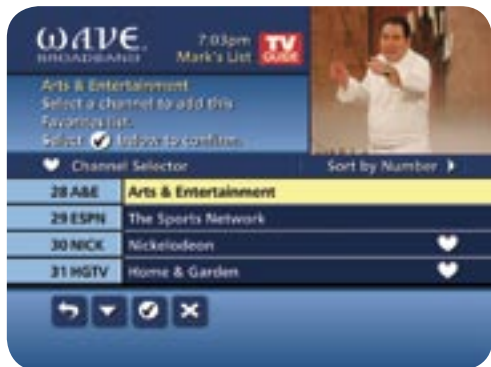 WAVE
BROADBAND
7:03pm
Mark's List
TV
GUIDE
Arts & Entertainment
Select a channel to add this
Favorites list.
Select below to confirm.
Channel Selector
Sort by Number
28 A&E Arts & Entertainment
29 ESPN The Sports Network
30 NICK Nickelodeon
31 HGTV Home & Garden